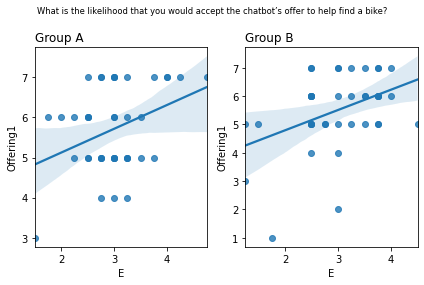 What is the likelihood that you would accept the chatbot's offer to help find a bike?
Group A
Group B
Offering1
7
6
5
4
3
2
3
4
E
Offering1
7
6
5
4
3
2
1
2
3
4
E